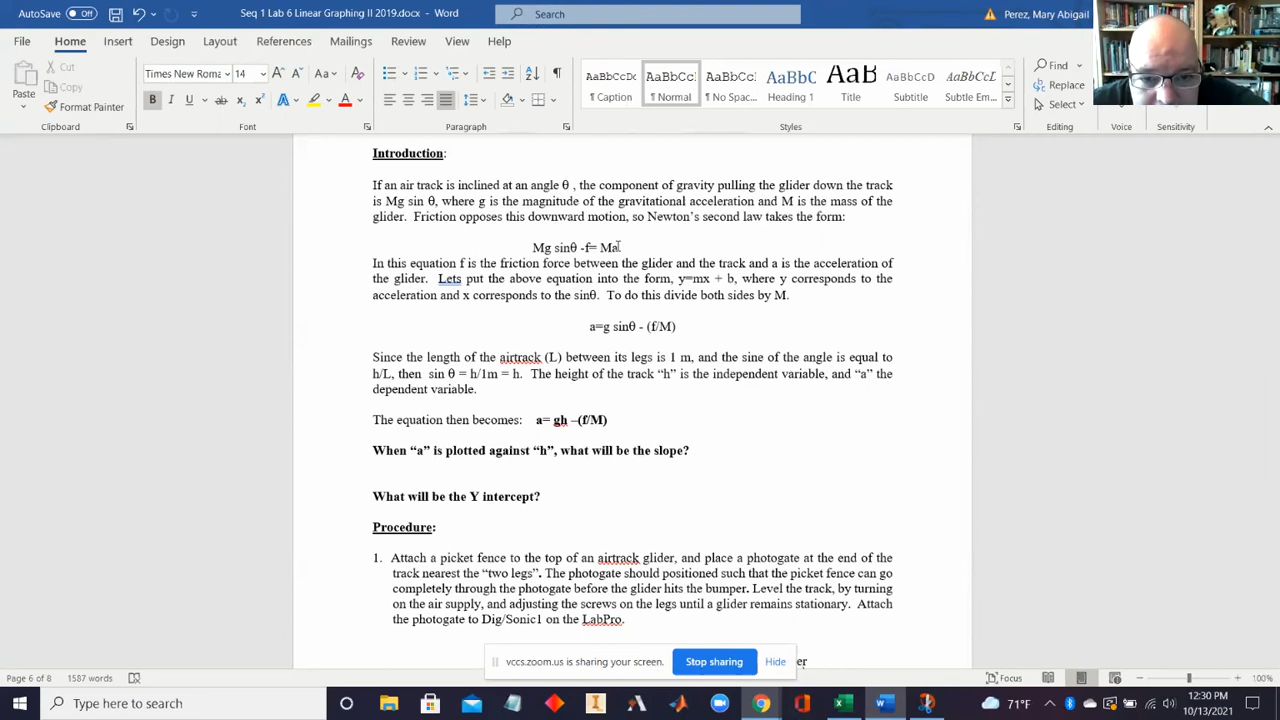 AutoSave Off Seq 1 Lab 6 Linear Graphing II 2019.docx Search Perez, Mary Abigail
File Home Insert Design Layout References Mailings Review View Help
Paste Cut Copy Format Painter Clipboard
Times New Roma 14 Aa
B I U ab x₂ x² A A
Font Paragraph
AaBbCcDc ¶ Caption
AaBbCc ¶ Normal
AaBbCc ¶ No Spac...
AaBbC Heading 1
AaB Title
AaBbCcD Subtitle
AaBbCcL Subtle Em...
Styles
Find Replace Select Editing
Voice Sensitivity
Introduction:
If an air track is inclined at an angle θ , the component of gravity pulling the glider down the track
is Mg sin θ, where g is the magnitude of the gravitational acceleration and M is the mass of the
glider. Friction opposes this downward motion, so Newton's second law takes the form:
Mg sinθ -f= Ma
In this equation f is the friction force between the glider and the track and a is the acceleration of
the glider. Lets put the above equation into the form, y=mx + b, where y corresponds to the
acceleration and x corresponds to the sinθ. To do this divide both sides by M.
a=g sinθ - (f/M)
Since the length of the airtrack (L) between its legs is 1 m, and the sine of the angle is equal to
h/L, then sin θ = h/1m = h. The height of the track “h” is the independent variable, and “a” the
dependent variable.
The equation then becomes: a= gh –(f/M)
When “a” is plotted against “h”, what will be the slope?
What will be the Y intercept?
Procedure:
1. Attach a picket fence to the top of an airtrack glider, and place a photogate at the end of the
track nearest the “two legs”. The photogate should positioned such that the picket fence can go
completely through the photogate before the glider hits the bumper. Level the track, by turning
on the air supply, and adjusting the screws on the legs until a glider remains stationary. Attach
the photogate to Dig/Sonic1 on the LabPro.
vccs.zoom.us is sharing your screen. Stop sharing Hide
Page 6 of 8 1587 words Focus 100%
Type here to search 71°F 12:30 PM
10/13/2021